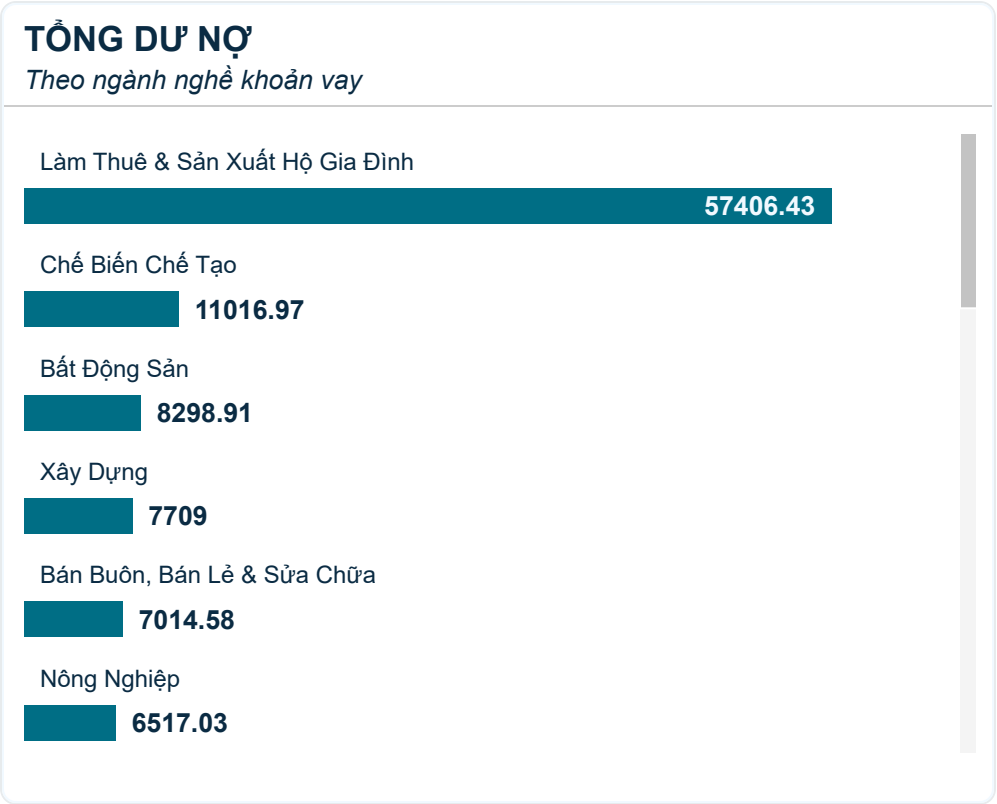 TỔNG DƯ NỢ
Theo ngành nghề khoản vay
Làm Thuê & Sản Xuất Hộ Gia Đình
57406.43
Chế Biến Chế Tạo
11016.97
Bất Động Sản
8298.91
Xây Dựng
7709
Bán Buôn, Bán Lẻ & Sửa Chữa
7014.58
Nông Nghiệp
6517.03